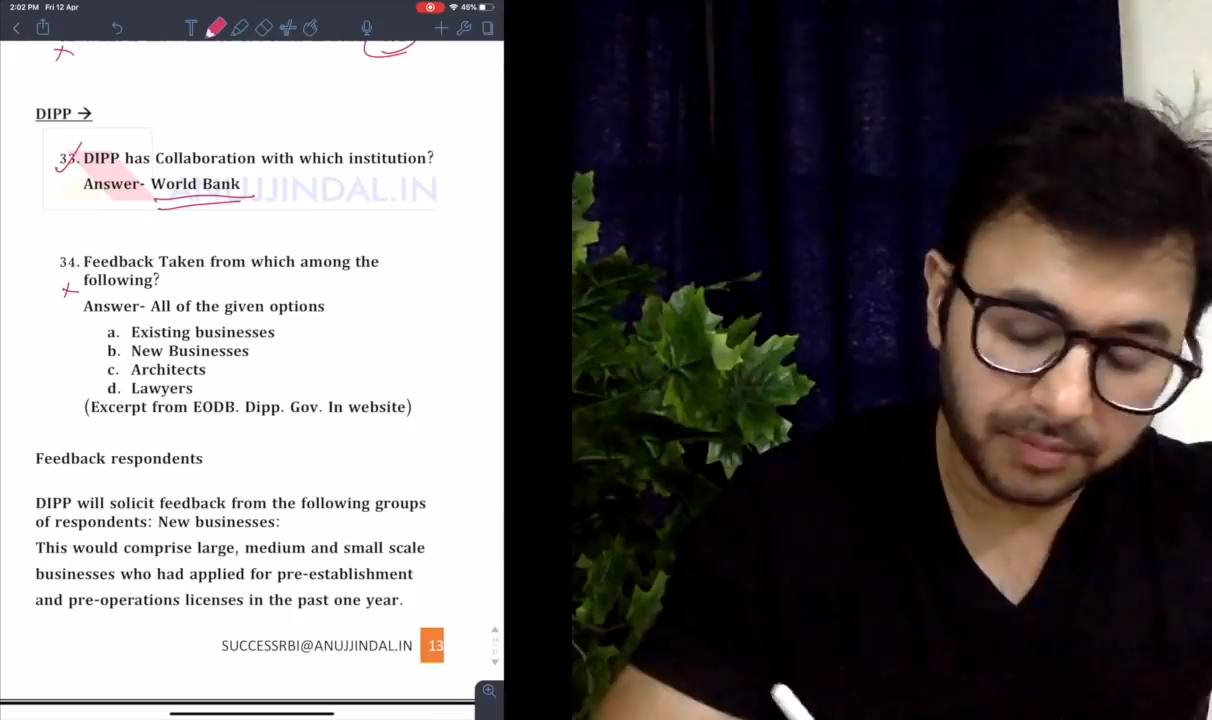 2:02 PM Fri 12 Apr
45%
DIPP →
33. DIPP has Collaboration with which institution?
Answer- World Bank
ANUJJINDAL.IN
34. Feedback Taken from which among the
following?
Answer- All of the given options
a. Existing businesses
b. New Businesses
c. Architects
d. Lawyers
(Excerpt from EODB. Dipp. Gov. In website)
Feedback respondents
DIPP will solicit feedback from the following groups
of respondents: New businesses:
This would comprise large, medium and small scale
businesses who had applied for pre-establishment
and pre-operations licenses in the past one year.
SUCCESSRBI@ANUJJINDAL.IN 13